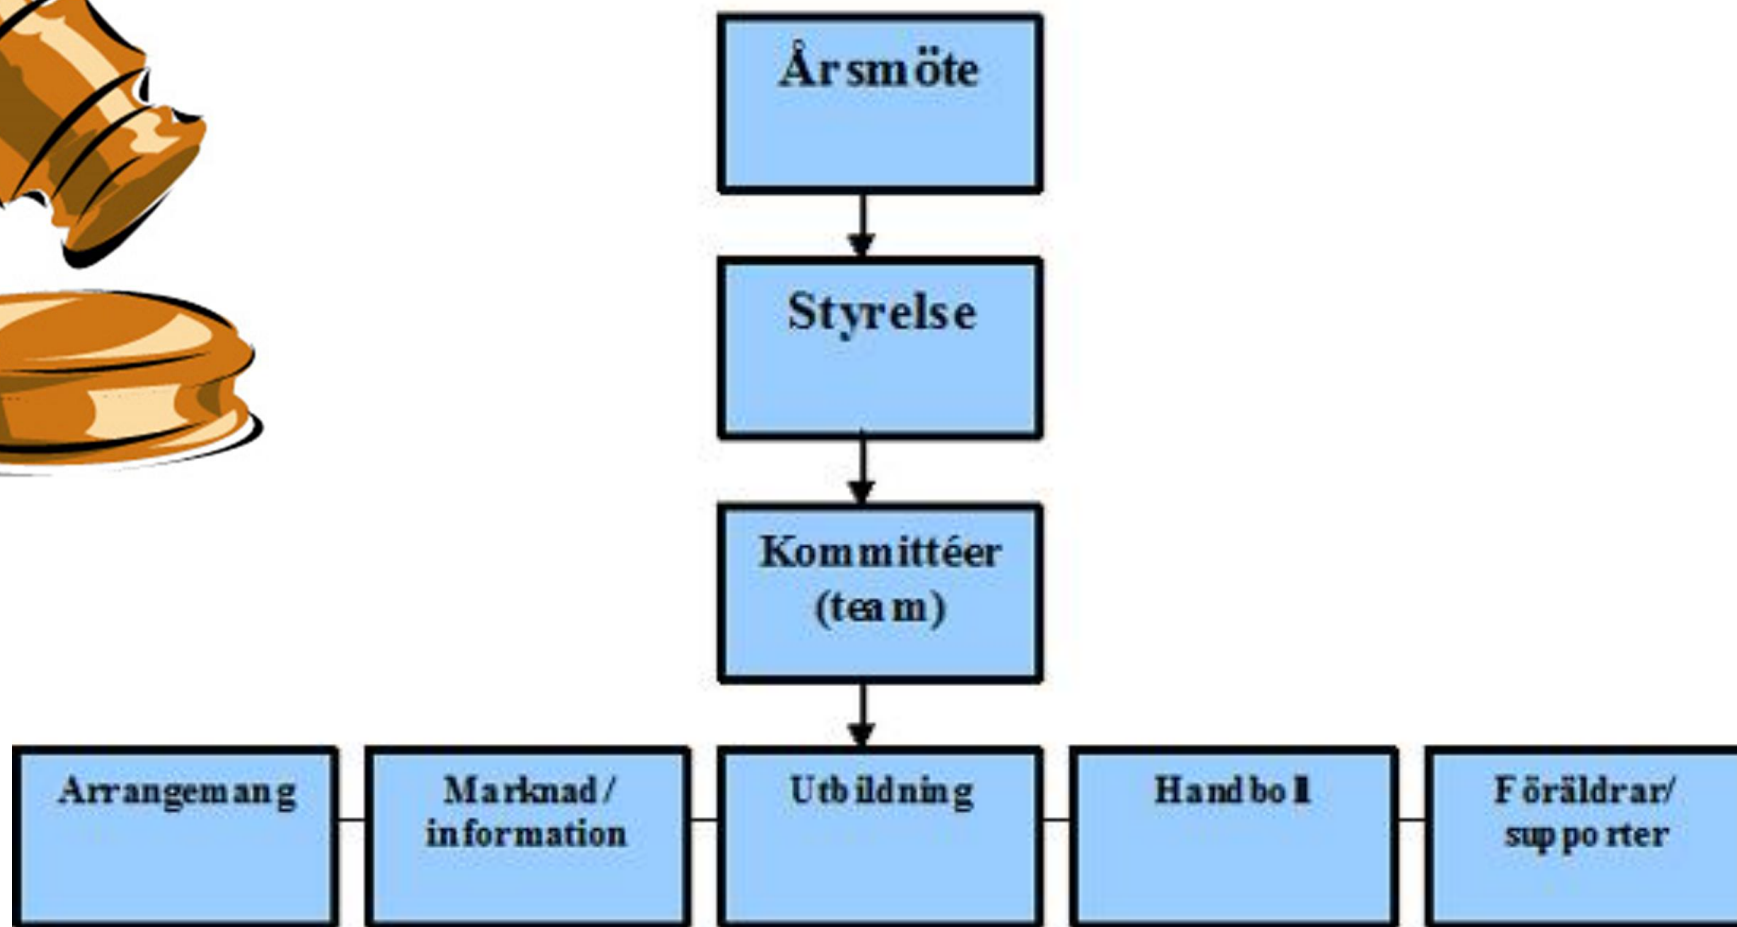 Årsmöte
Styrelse
Kommittéer
(team)
Arrangemang
Marknad/
information
Utbildning
Handboll
Föräldrar/
supporter